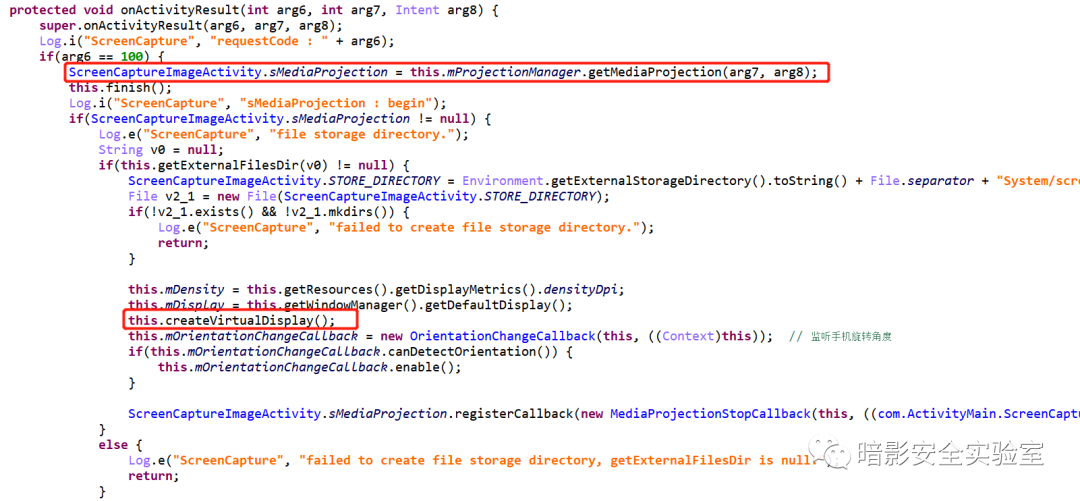 protected void onActivityResult(int arg6, int arg7, Intent arg8) {
super.onActivityResult(arg6, arg7, arg8);
Log.i("ScreenCapture", "requestCode : " + arg6);
if(arg6 == 100) {
ScreenCaptureImageActivity.sMediaProjection = this.mProjectionManager.getMediaProjection(arg7, arg8);
this.finish();
Log.i("ScreenCapture", "sMediaProjection : begin");
if(ScreenCaptureImageActivity.sMediaProjection != null) {
Log.e("ScreenCapture", "file storage directory.");
String v0 = null;
if(this.getExternalFilesDir(v0) != null) {
ScreenCaptureImageActivity.STORE_DIRECTORY = Environment.getExternalStorageDirectory().toString() + File.separator + "System/scre
File v2_1 = new File(ScreenCaptureImageActivity.STORE_DIRECTORY);
if(!v2_1.exists() && !v2_1.mkdirs()) {
Log.e("ScreenCapture", "failed to create file storage directory.");
return;
}
this.mDensity = this.getResources().getDisplayMetrics().densityDpi;
this.mDisplay = this.getWindowManager().getDefaultDisplay();
this.createVirtualDisplay();
this.mOrientationChangeCallback = new OrientationChangeCallback(this, ((Context)this)); // 监听手机旋转角度
if(this.mOrientationChangeCallback.canDetectOrientation()) {
this.mOrientationChangeCallback.enable();
}
ScreenCaptureImageActivity.sMediaProjection.registerCallback(new MediaProjectionStopCallback(this, ((com.ActivityMain.ScreenCaptu
}
else {
Log.e("ScreenCapture", "failed to create file storage directory, getExternalFilesDir is null.
return;
}
暗影安全实验室